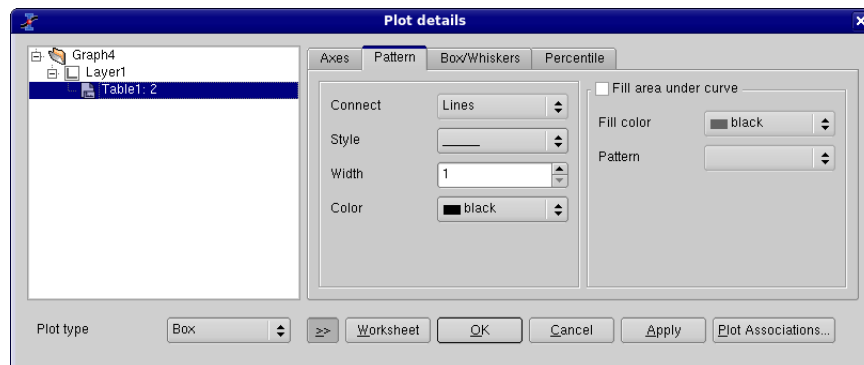 Plot details
Graph4
Layer1
Table1: 2
Axes Pattern Box/Whiskers Percentile
Connect Lines
Style
Width 1
Color black
Fill area under curve
Fill color black
Pattern
Plot type Box >> Worksheet OK Cancel Apply Plot Associations...